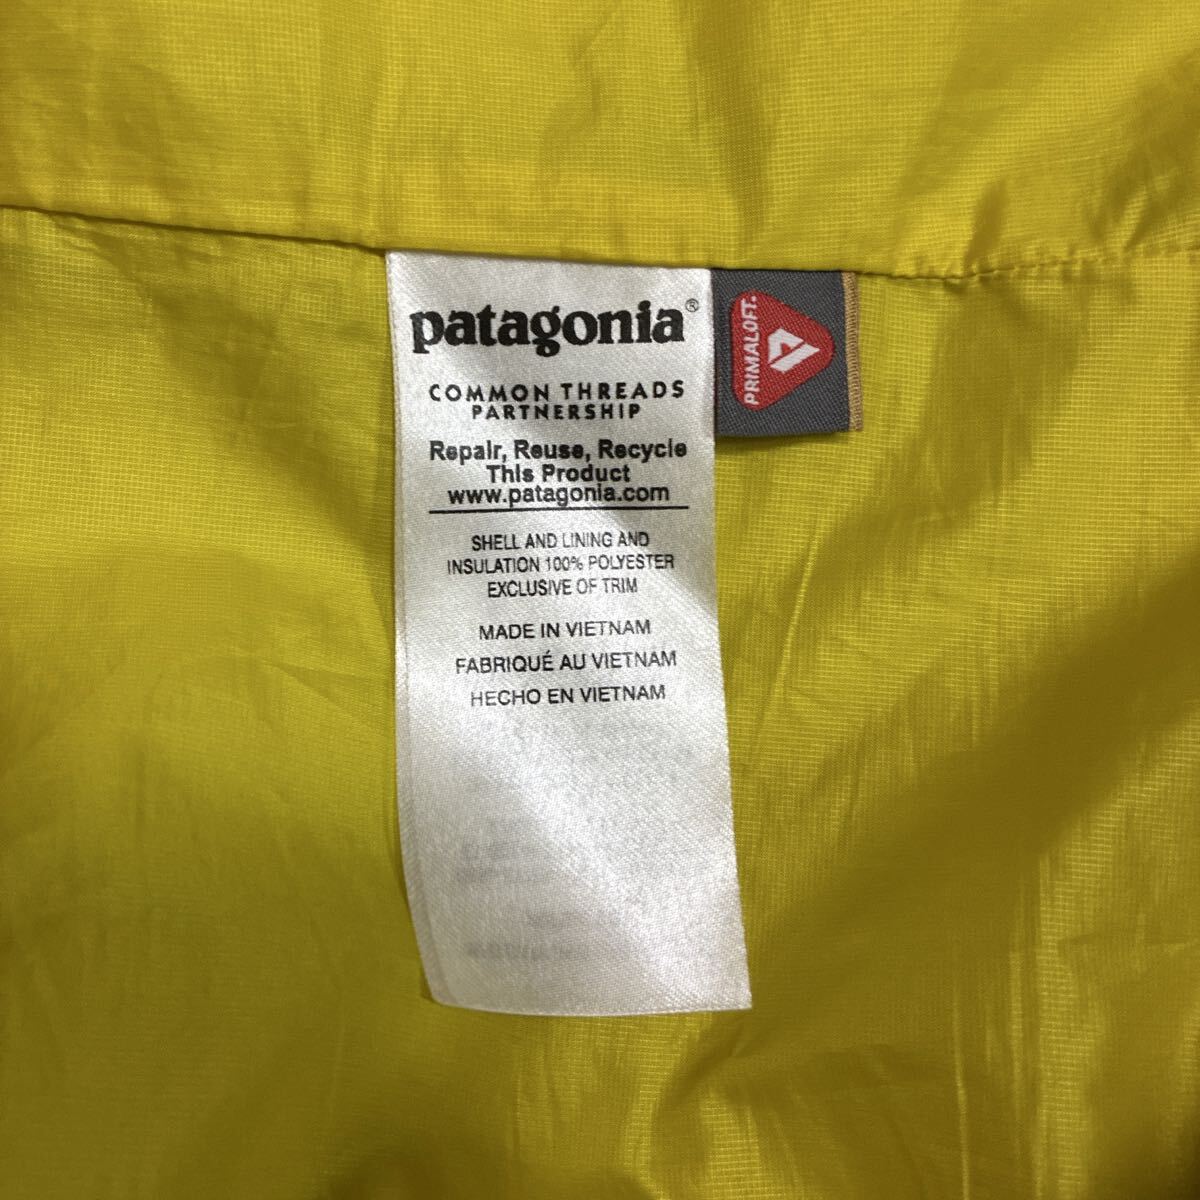 patagonia®
COMMON THREADS
PARTNERSHIP
Repair, Reuse, Recycle
This Product
www.patagonia.com
SHELL AND LINING AND
INSULATION 100% POLYESTER
EXCLUSIVE OF TRIM
MADE IN VIETNAM
FABRIQUÉ AU VIETNAM
HECHO EN VIETNAM
PRIMALOFT.